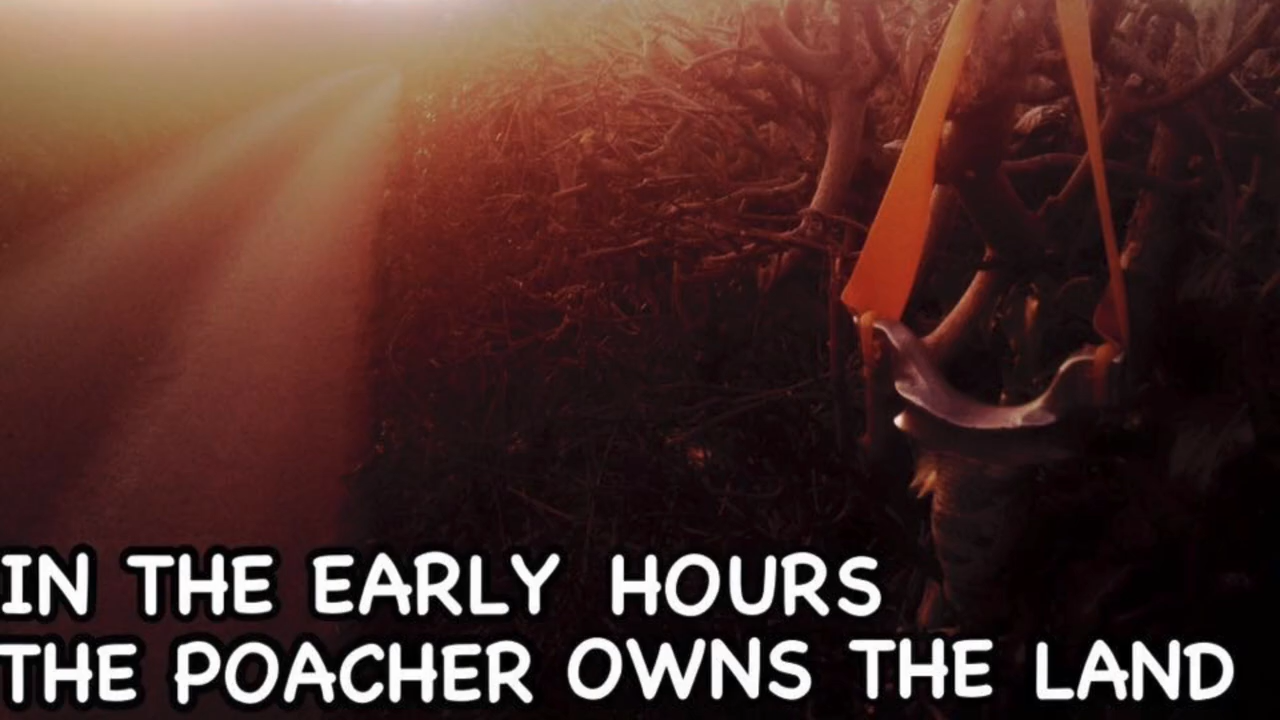 IN THE EARLY HOURS
THE POACHER OWNS THE LAND